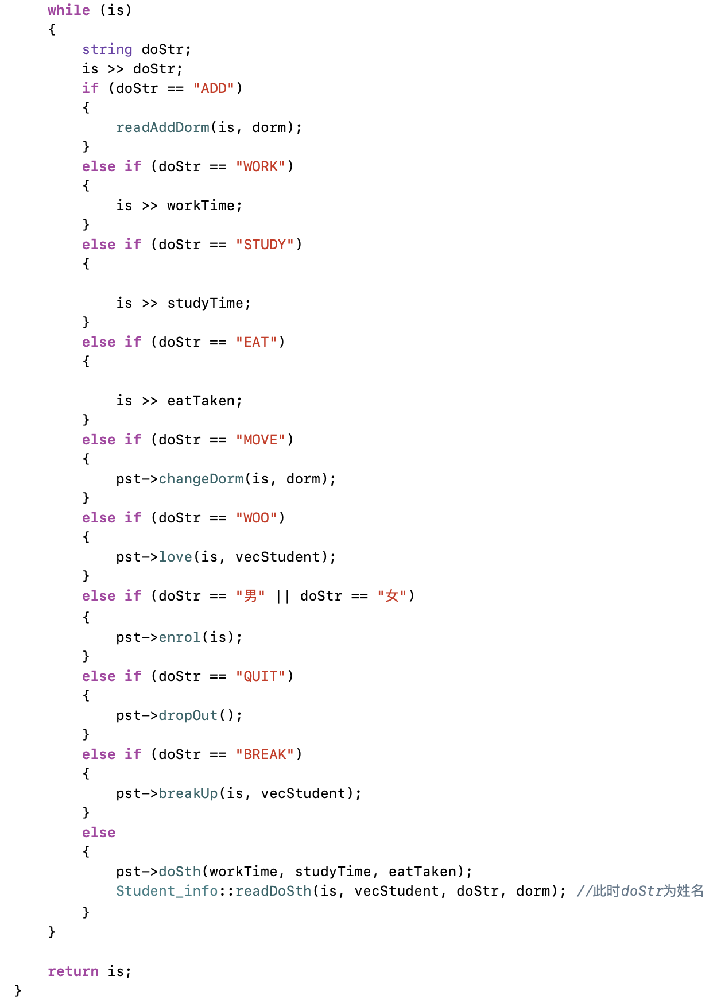 while (is)
{
string doStr;
is >> doStr;
if (doStr == "ADD")
{
readAddDorm(is, dorm);
}
else if (doStr == "WORK")
{
is >> workTime;
}
else if (doStr == "STUDY")
{
is >> studyTime;
}
else if (doStr == "EAT")
{
is >> eatTaken;
}
else if (doStr == "MOVE")
{
pst->changeDorm(is, dorm);
}
else if (doStr == "WOO")
{
pst->love(is, vecStudent);
}
else if (doStr == "男" || doStr == "女")
{
pst->enrol(is);
}
else if (doStr == "QUIT")
{
pst->dropOut();
}
else if (doStr == "BREAK")
{
pst->breakUp(is, vecStudent);
}
else
{
pst->doSth(workTime, studyTime, eatTaken);
Student_info::readDoSth(is, vecStudent, doStr, dorm); //此时doStr为姓名
}
}
return is;
}